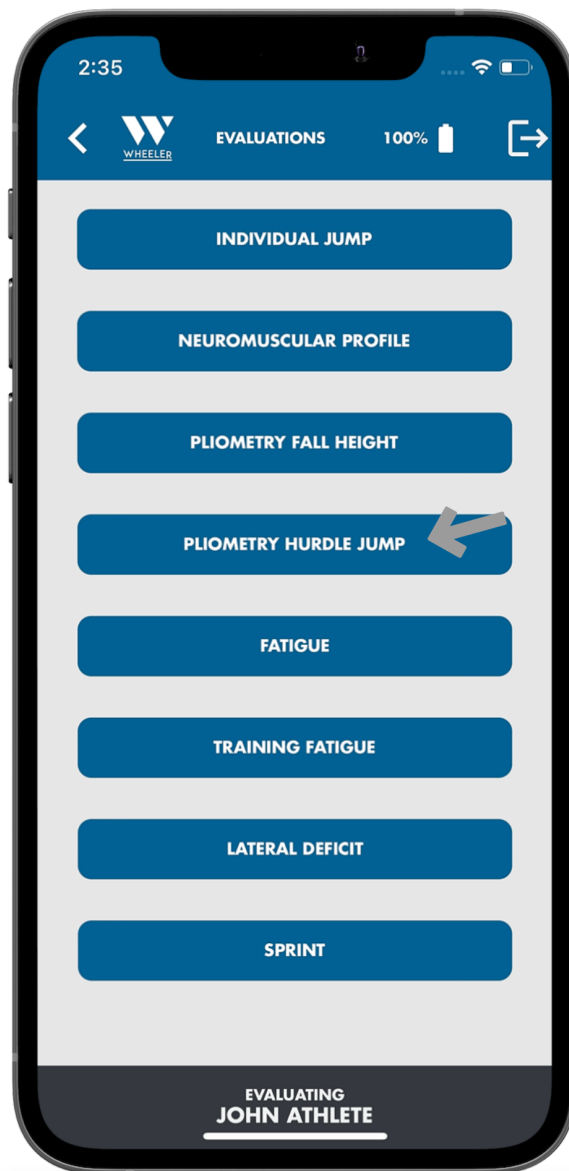 2:35
WHEELER
EVALUATIONS
100%
INDIVIDUAL JUMP
NEUROMUSCULAR PROFILE
PLIOMETRY FALL HEIGHT
PLIOMETRY HURDLE JUMP
FATIGUE
TRAINING FATIGUE
LATERAL DEFICIT
SPRINT
EVALUATING
JOHN ATHLETE